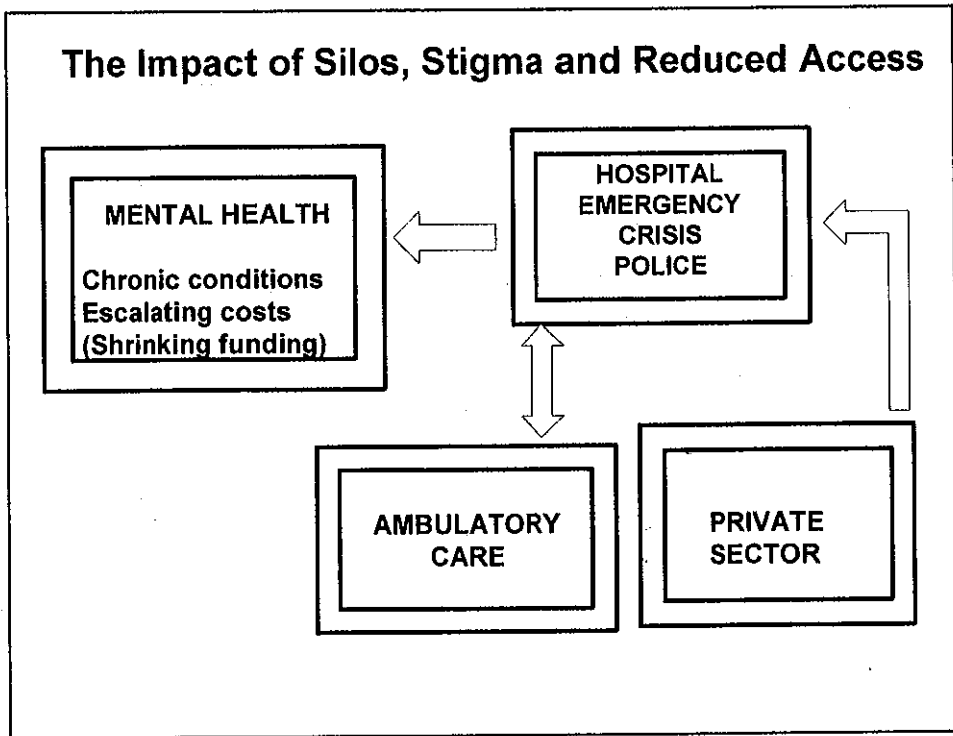 The Impact of Silos, Stigma and Reduced Access
MENTAL HEALTH
Chronic conditions
Escalating costs
(Shrinking funding)
HOSPITAL
EMERGENCY
CRISIS
POLICE
AMBULATORY
CARE
PRIVATE
SECTOR